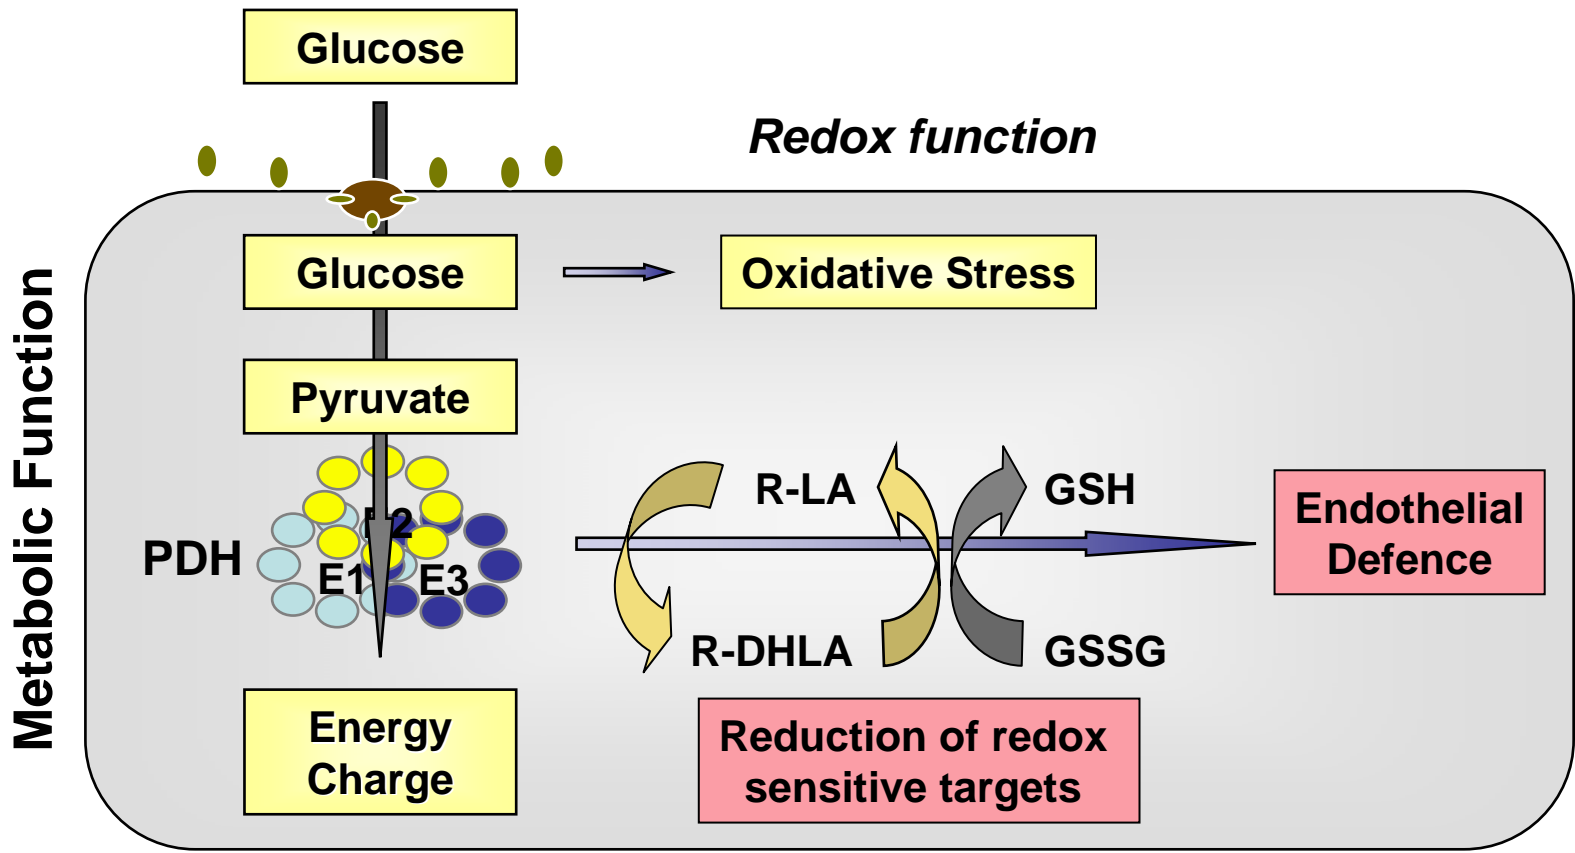 Glucose
Redox function
Glucose
Oxidative Stress
Metabolic Function
Pyruvate
R-LA
GSH
Endothelial
Defence
PDH
E2
E1
E3
R-DHLA
GSSG
Energy
Charge
Reduction of redox
sensitive targets